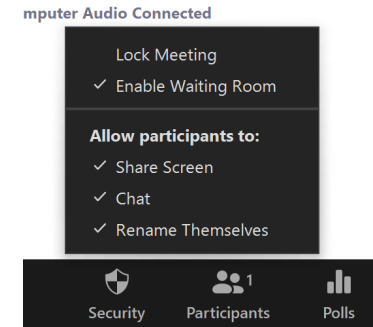 mputer Audio Connected
Lock Meeting
✓ Enable Waiting Room
Allow participants to:
✓ Share Screen
✓ Chat
✓ Rename Themselves
1
Security Participants Polls